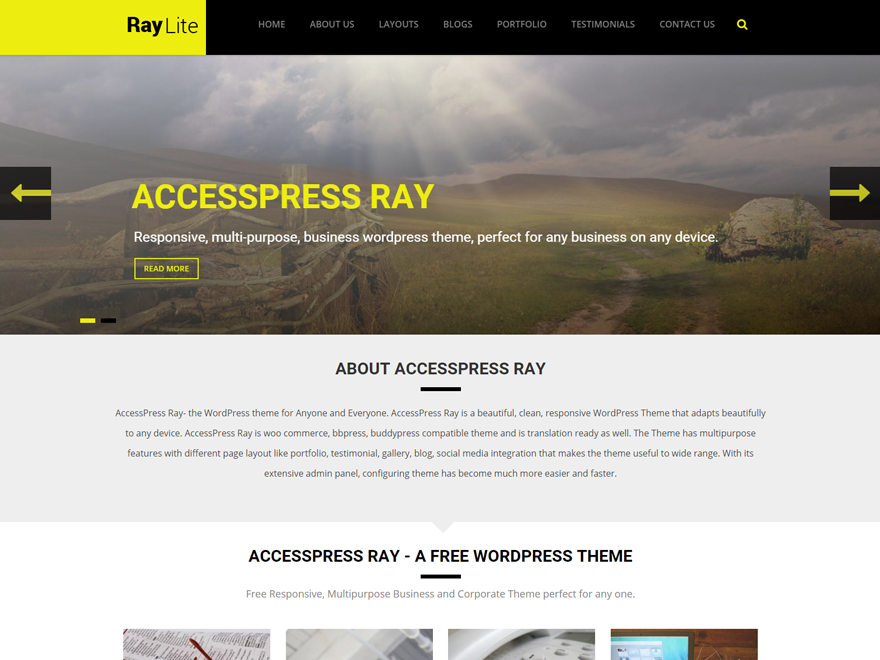 Ray Lite
HOME ABOUT US LAYOUTS BLOGS PORTFOLIO TESTIMONIALS CONTACT US
ACCESSPRESS RAY
Responsive, multi-purpose, business wordpress theme, perfect for any business on any device.
READ MORE
ABOUT ACCESSPRESS RAY
AccessPress Ray- the WordPress theme for Anyone and Everyone. AccessPress Ray is a beautiful, clean, responsive WordPress Theme that adapts beautifully
to any device. AccessPress Ray is woo commerce, bbpress, buddypress compatible theme and is translation ready as well. The Theme has multipurpose
features with different page layout like portfolio, testimonial, gallery, blog, social media integration that makes the theme useful to wide range. With its
extensive admin panel, configuring theme has become much more easier and faster.
ACCESSPRESS RAY - A FREE WORDPRESS THEME
Free Responsive, Multipurpose Business and Corporate Theme perfect for any one.